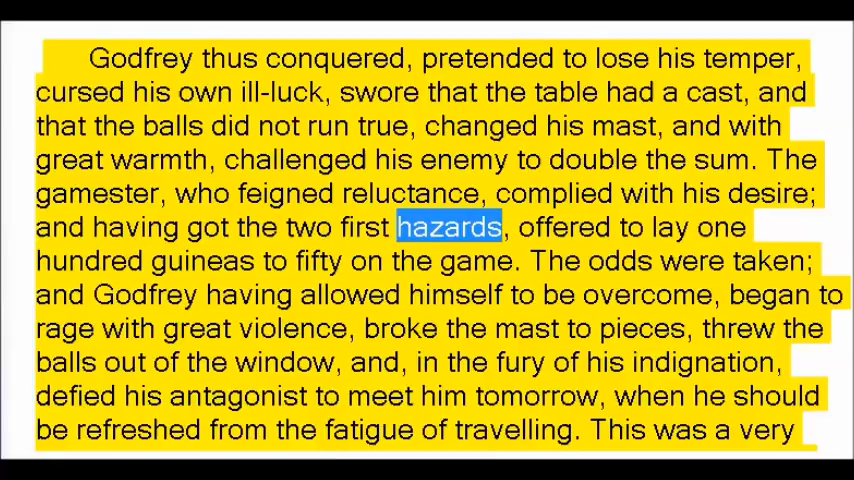 Godfrey thus conquered, pretended to lose his temper,
cursed his own ill-luck, swore that the table had a cast, and
that the balls did not run true, changed his mast, and with
great warmth, challenged his enemy to double the sum. The
gamester, who feigned reluctance, complied with his desire;
and having got the two first hazards, offered to lay one
hundred guineas to fifty on the game. The odds were taken;
and Godfrey having allowed himself to be overcome, began to
rage with great violence, broke the mast to pieces, threw the
balls out of the window, and, in the fury of his indignation,
defied his antagonist to meet him tomorrow, when he should
be refreshed from the fatigue of travelling. This was a very